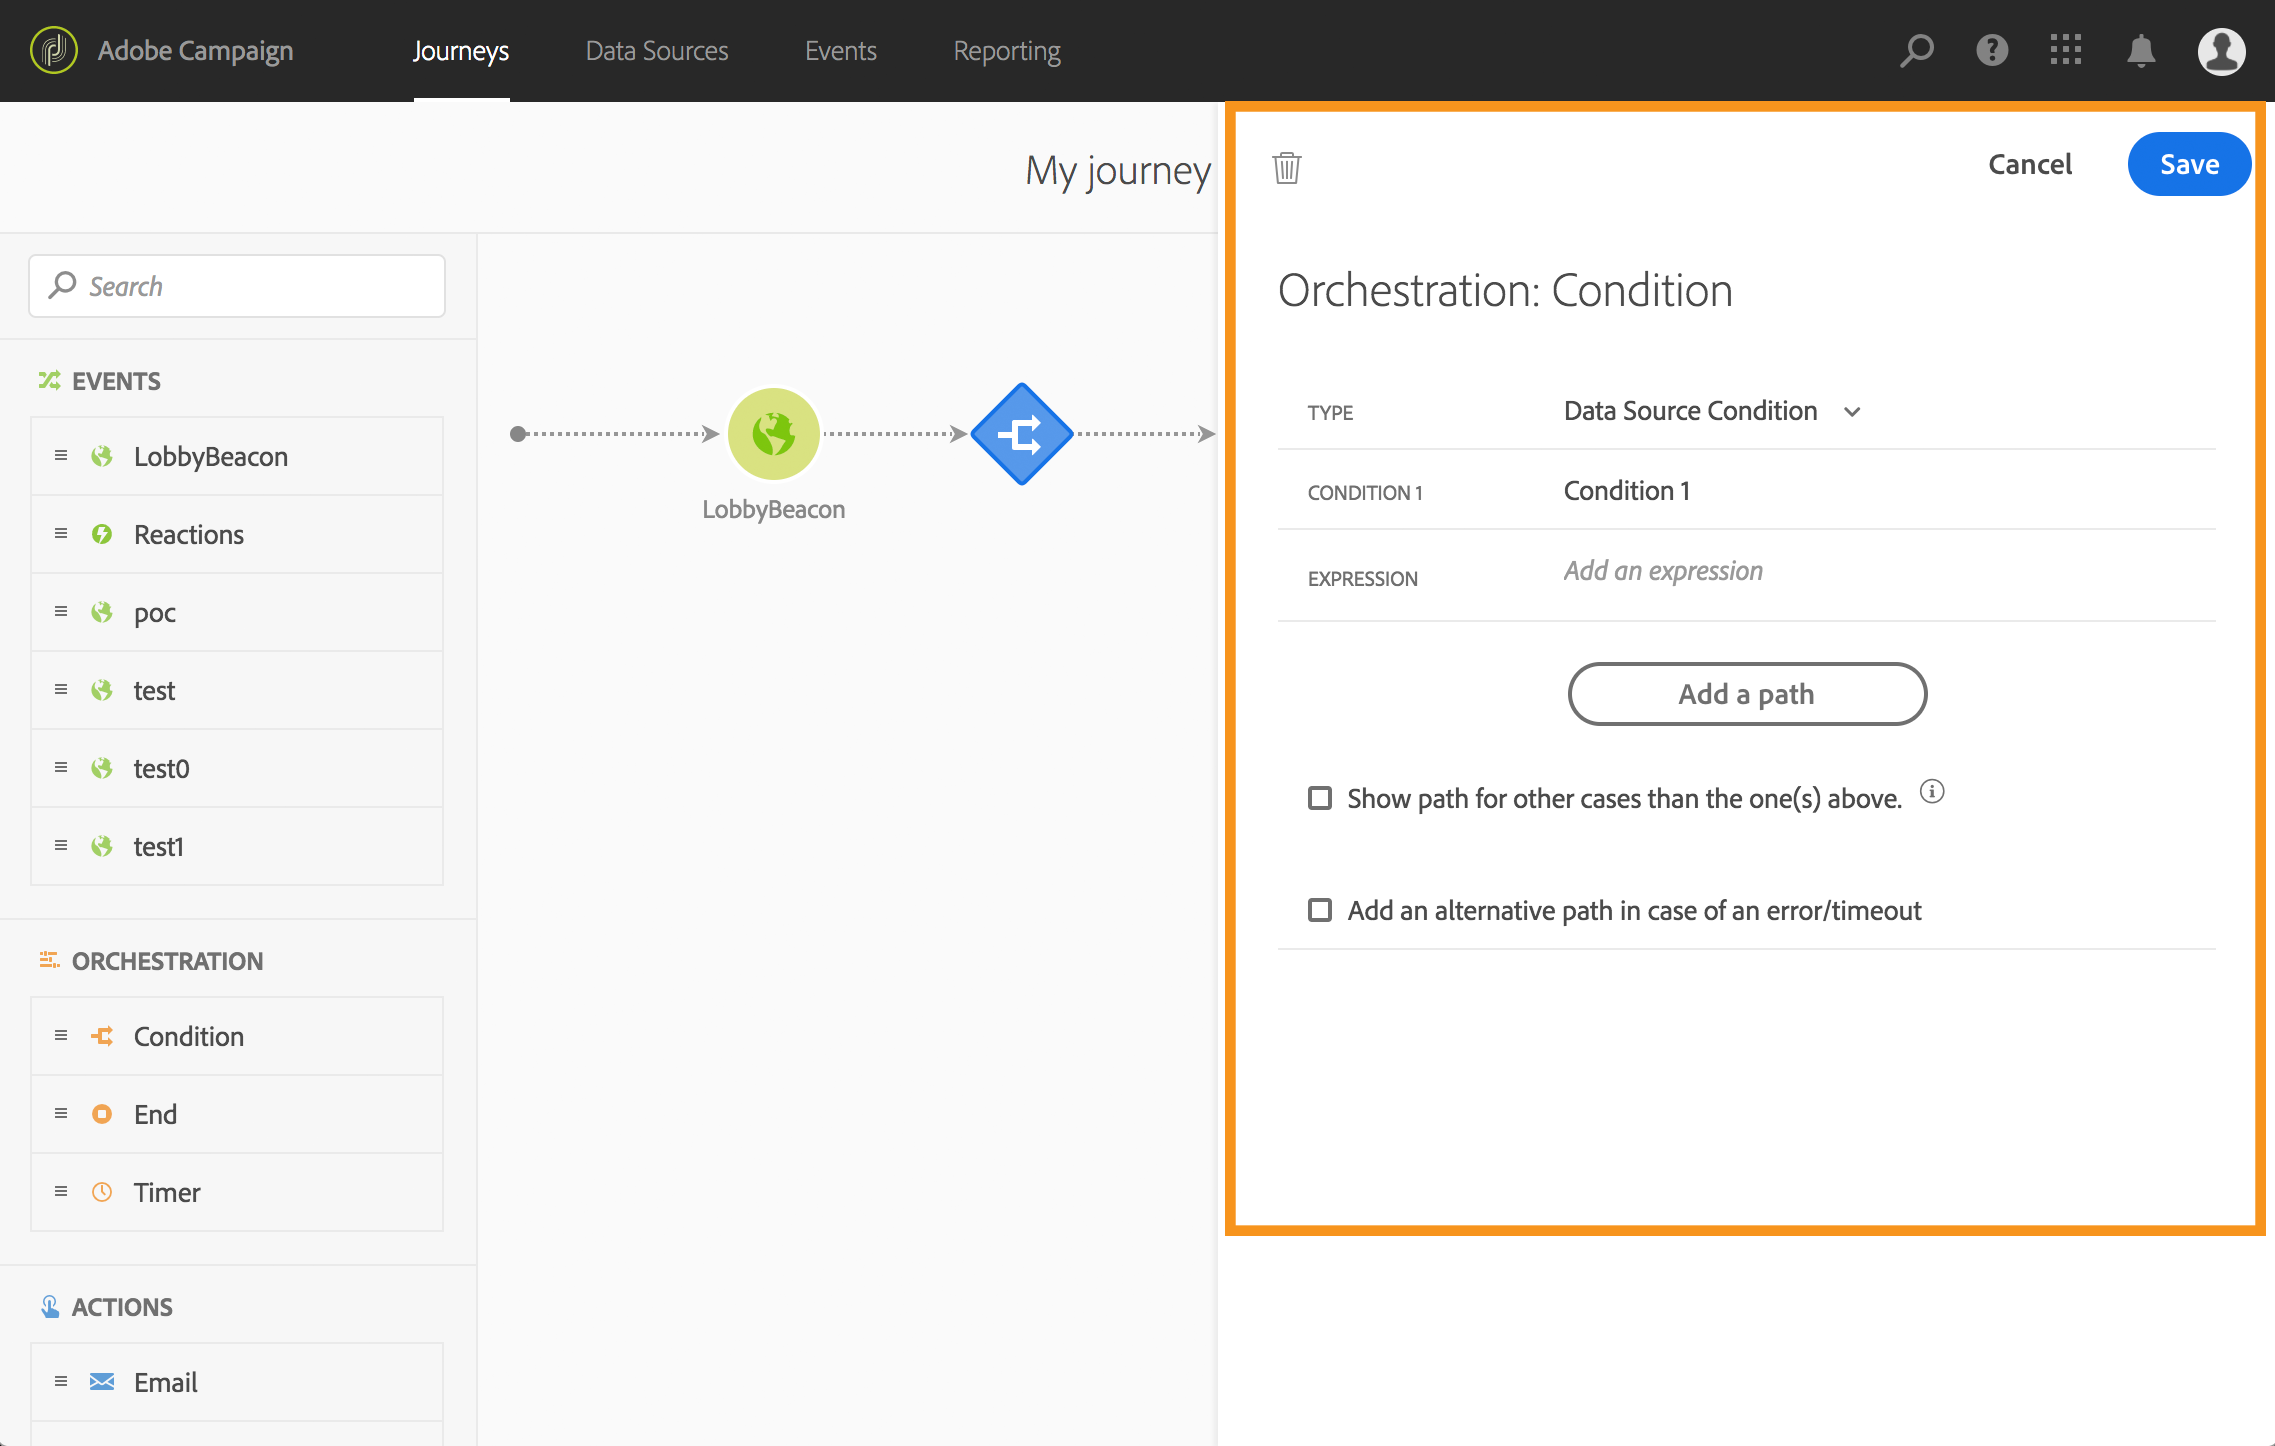 Adobe Campaign
Journeys
Data Sources
Events
Reporting
My journey
Cancel
Save
Search
EVENTS
LobbyBeacon
Reactions
poc
test
test0
test1
ORCHESTRATION
Condition
End
Timer
ACTIONS
Email
LobbyBeacon
Orchestration: Condition
TYPE
Data Source Condition
CONDITION 1
Condition 1
EXPRESSION
Add an expression
Add a path
Show path for other cases than the one(s) above.
Add an alternative path in case of an error/timeout